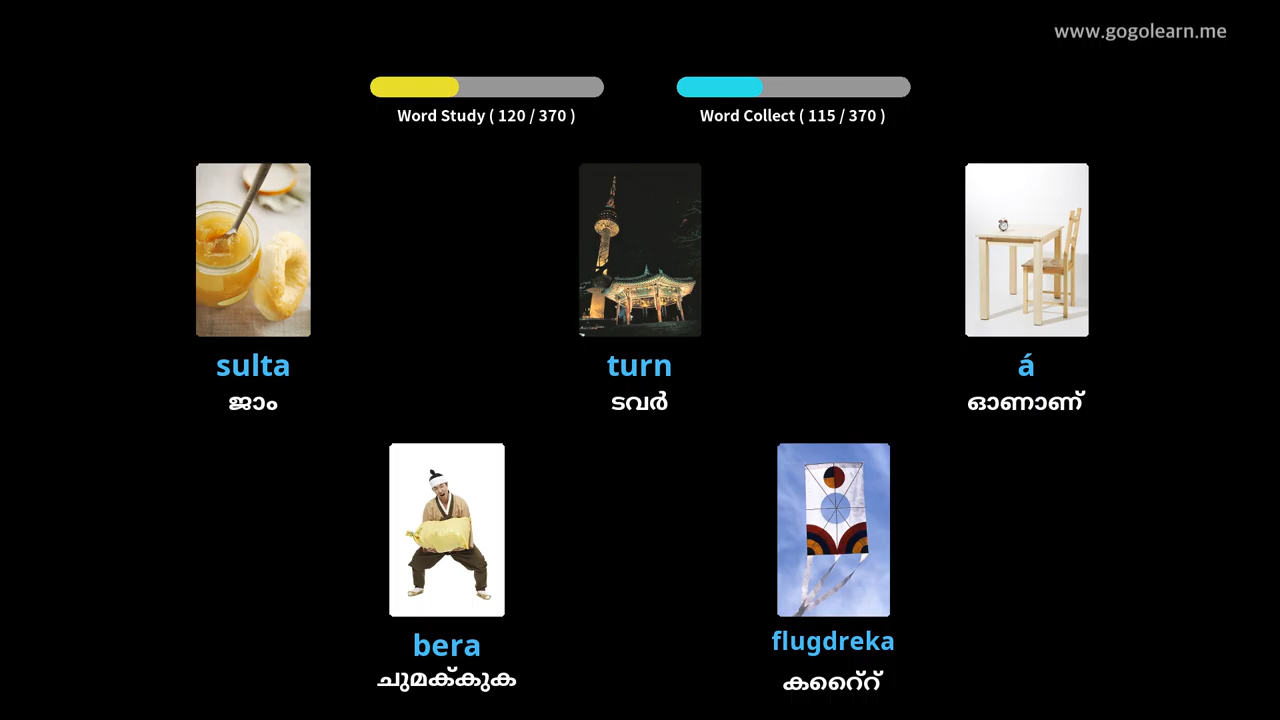 www.gogolearn.me
Word Study ( 120 / 370 )
Word Collect ( 115 / 370 )
sulta
ജാം
turn
ടവർ
á
ഓണാണ്
bera
ചുമക്കുക
flugdreka
കറ്റൈ്